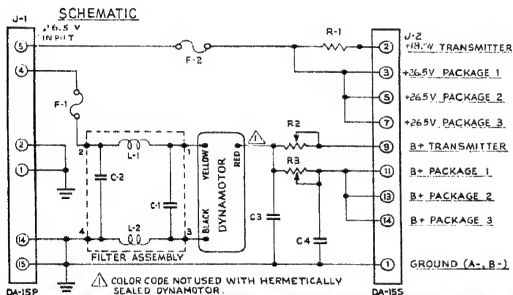 SCHEMATIC
J-1
26.5 V
INPUT
5
4
2
1
14
15
DA-15P
F-1
F-2
R-1
2
1
4
3
L-1
C-2
C-1
L-2
FILTER ASSEMBLY
YELLOW
BLACK
RED
DYNAMOTOR
1
R2
R3
C3
C4
J-2
2 TRANSMITTER
3 +26.5V PACKAGE 1
5 +26.5V PACKAGE 2
7 +26.5V PACKAGE 3
9 B+ TRANSMITTER
11 B+ PACKAGE 1
13 B+ PACKAGE 2
14 B+ PACKAGE 3
1 GROUND (A-, B-)
DA-15S
1 COLOR CODE NOT USED WITH HERMETICALLY
SEALED DYNAMOTOR.